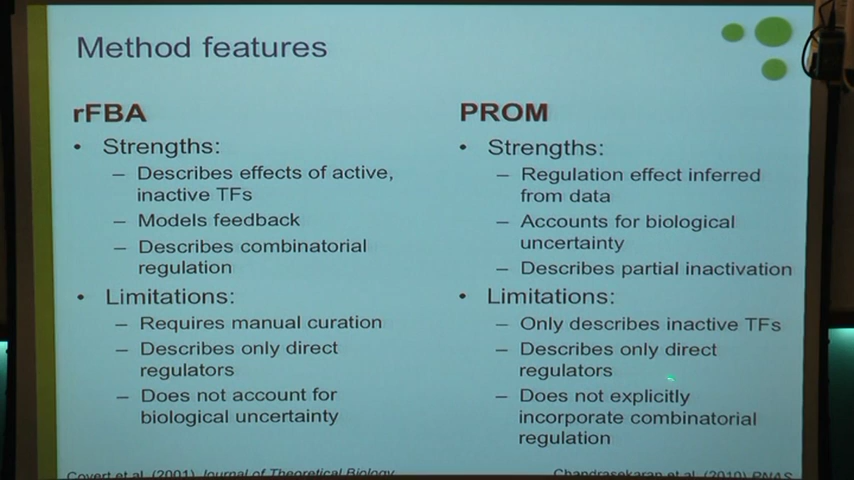 Method features
rFBA
• Strengths:
– Describes effects of active,
inactive TFs
– Models feedback
– Describes combinatorial
regulation
• Limitations:
– Requires manual curation
– Describes only direct
regulators
– Does not account for
biological uncertainty
Covert et al. (2001) Journal of Theoretical Biology
PROM
• Strengths:
– Regulation effect inferred
from data
– Accounts for biological
uncertainty
– Describes partial inactivation
• Limitations:
– Only describes inactive TFs
– Describes only direct
regulators
– Does not explicitly
incorporate combinatorial
regulation
Chandrasekaran et al. (2010) PNAS